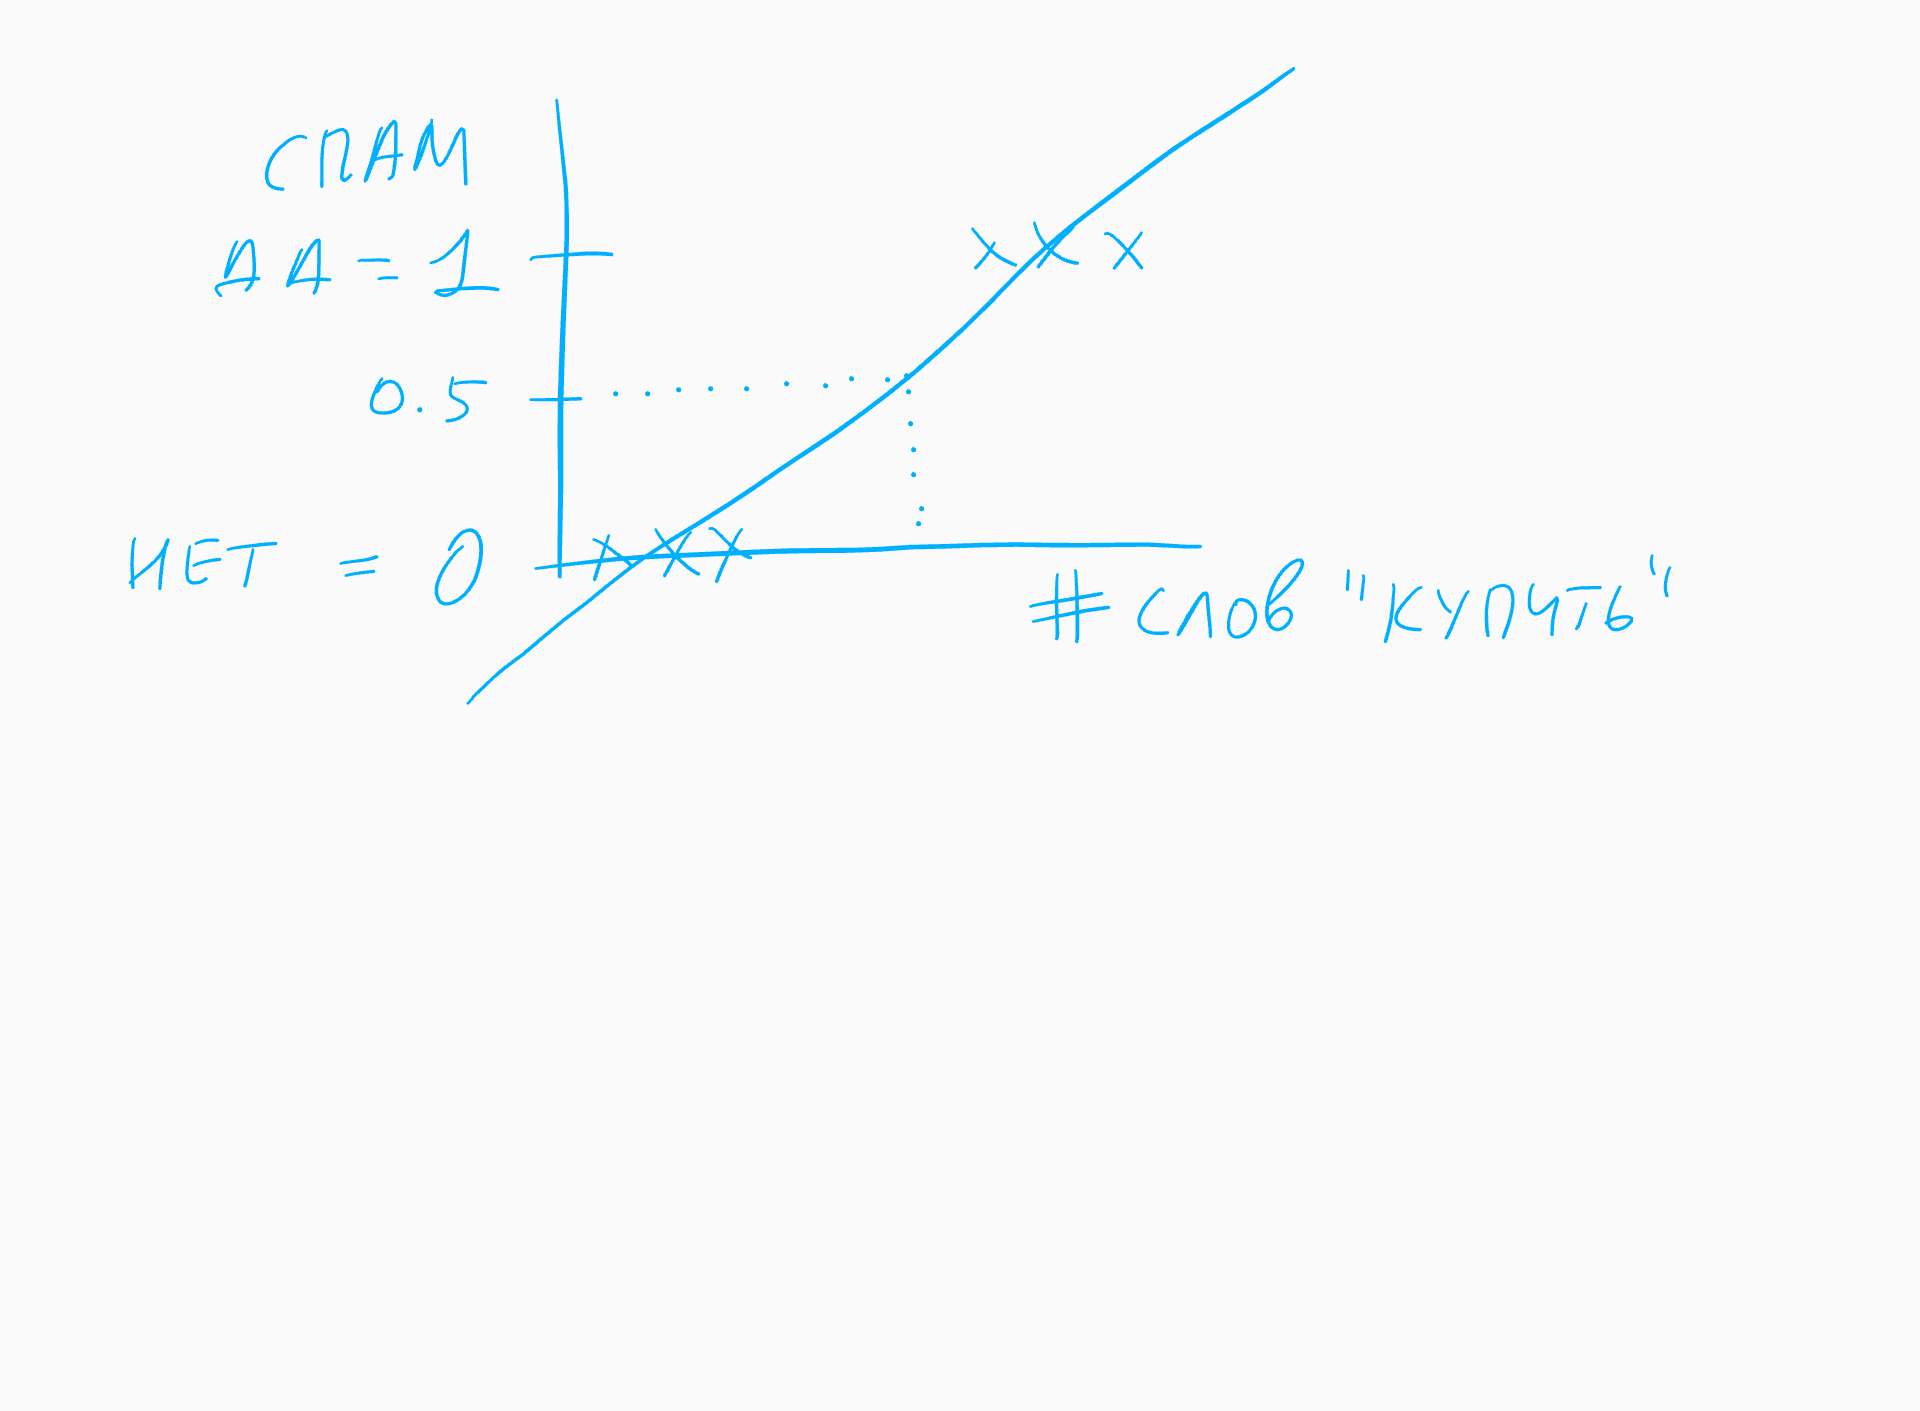 СПАМ
ДА = 1
0.5
НЕТ = 0
# слов "КУПИТЬ"